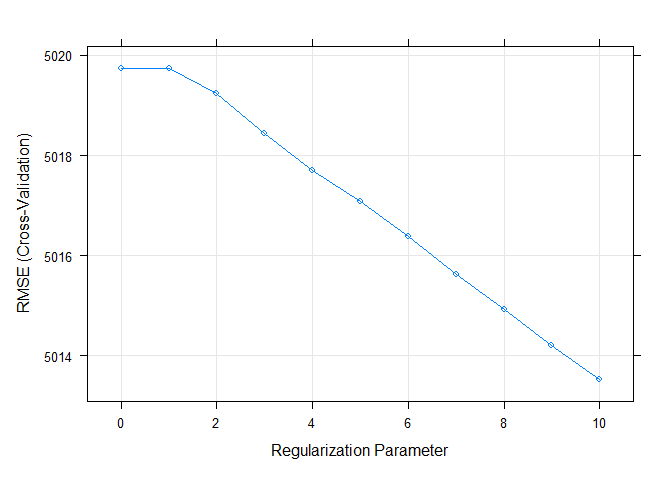 5020
5018
5016
5014
RMSE (Cross-Validation)
0 2 4 6 8 10
Regularization Parameter